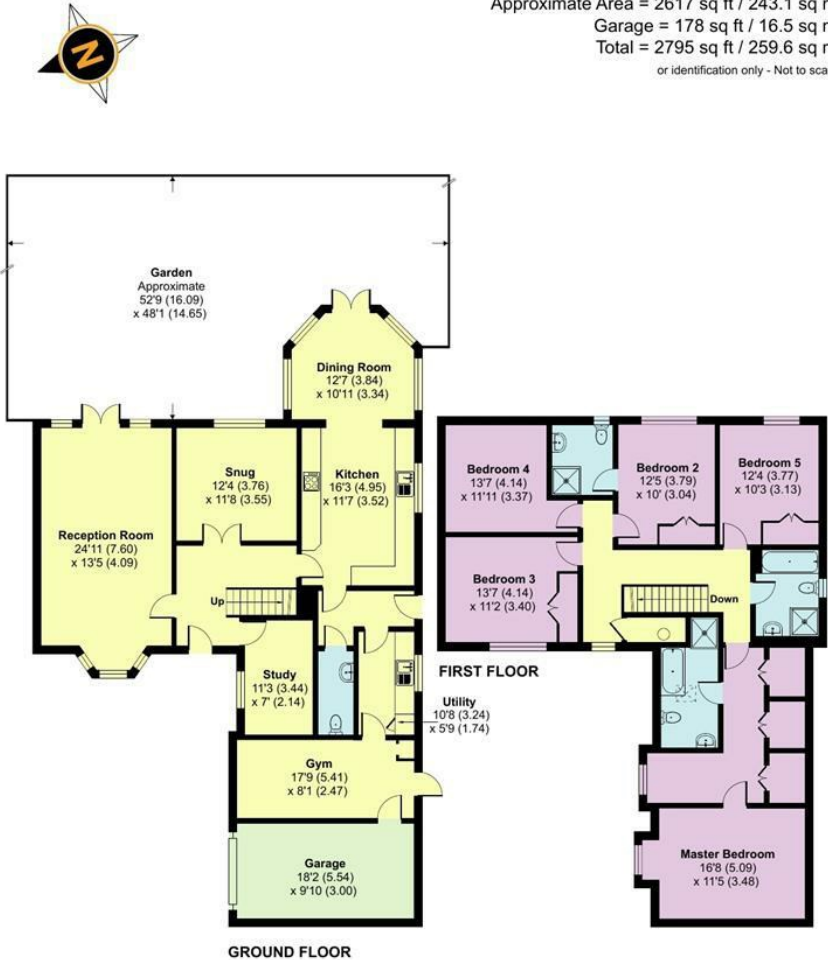 Approximate Area = 2617 sq ft / 243.1 sq m
Garage = 178 sq ft / 16.5 sq m
Total = 2795 sq ft / 259.6 sq m
or identification only - Not to sca
N
Garden
Approximate
52'9 (16.09)
x 48'1 (14.65)
Dining Room
12'7 (3.84)
x 10'11 (3.34)
Snug
12'4 (3.76)
x 11'8 (3.55)
Kitchen
16'3 (4.95)
x 11'7 (3.52)
Reception Room
24'11 (7.60)
x 13'5 (4.09)
Up
Study
11'3 (3.44)
x 7' (2.14)
Utility
10'8 (3.24)
x 5'9 (1.74)
Gym
17'9 (5.41)
x 8'1 (2.47)
Garage
18'2 (5.54)
x 9'10 (3.00)
GROUND FLOOR
Bedroom 4
13'7 (4.14)
x 11'11 (3.37)
Bedroom 2
12'5 (3.79)
x 10' (3.04)
Bedroom 5
12'4 (3.77)
x 10'3 (3.13)
Bedroom 3
13'7 (4.14)
x 11'2 (3.40)
Down
FIRST FLOOR
Master Bedroom
16'8 (5.09)
x 11'5 (3.48)